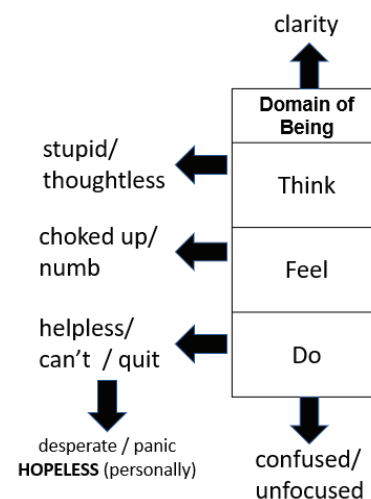 clarity
Domain of
Being
stupid/
thoughtless
Think
choked up/
numb
Feel
helpless/
can't / quit
Do
desperate / panic
HOPELESS (personally)
confused/
unfocused